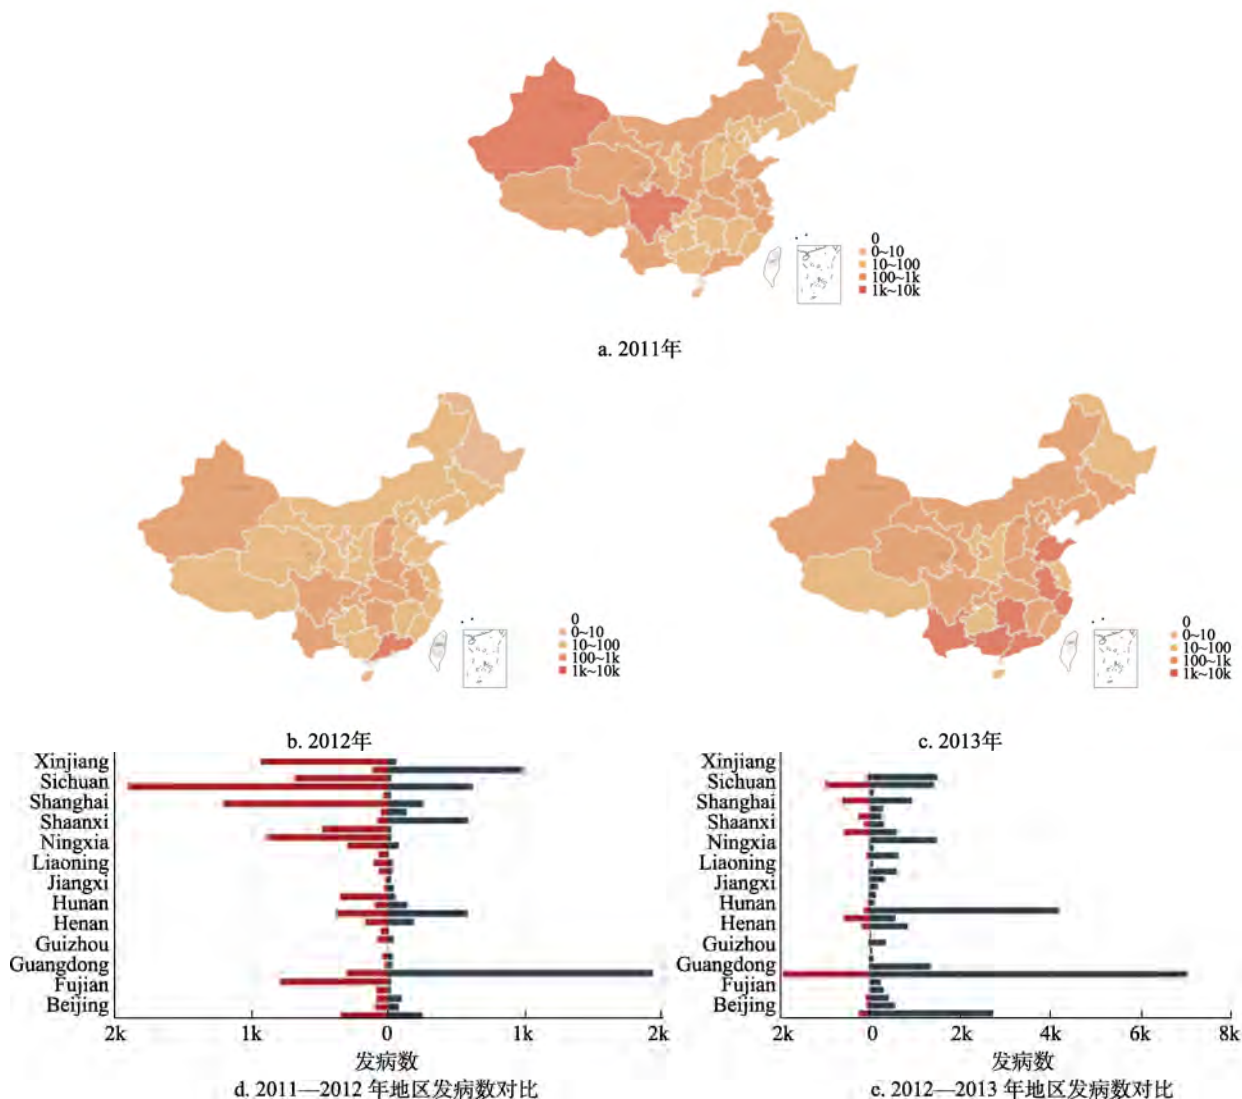 0
0~10
10~100
100~1k
1k~10k
a. 2011年
0
0~10
10~100
100~1k
1k~10k
b. 2012年
0
0~10
10~100
100~1k
1k~10k
c. 2013年
Xinjiang
Sichuan
Shanghai
Shaanxi
Ningxia
Liaoning
Jiangxi
Hunan
Henan
Guizhou
Guangdong
Fujian
Beijing
2k 1k 0 1k 2k
发病数
d. 2011—2012 年地区发病数对比
Xinjiang
Sichuan
Shanghai
Shaanxi
Ningxia
Liaoning
Jiangxi
Hunan
Henan
Guizhou
Guangdong
Fujian
Beijing
2k 0 2k 4k 6k 8k
发病数
e. 2012—2013 年地区发病数对比